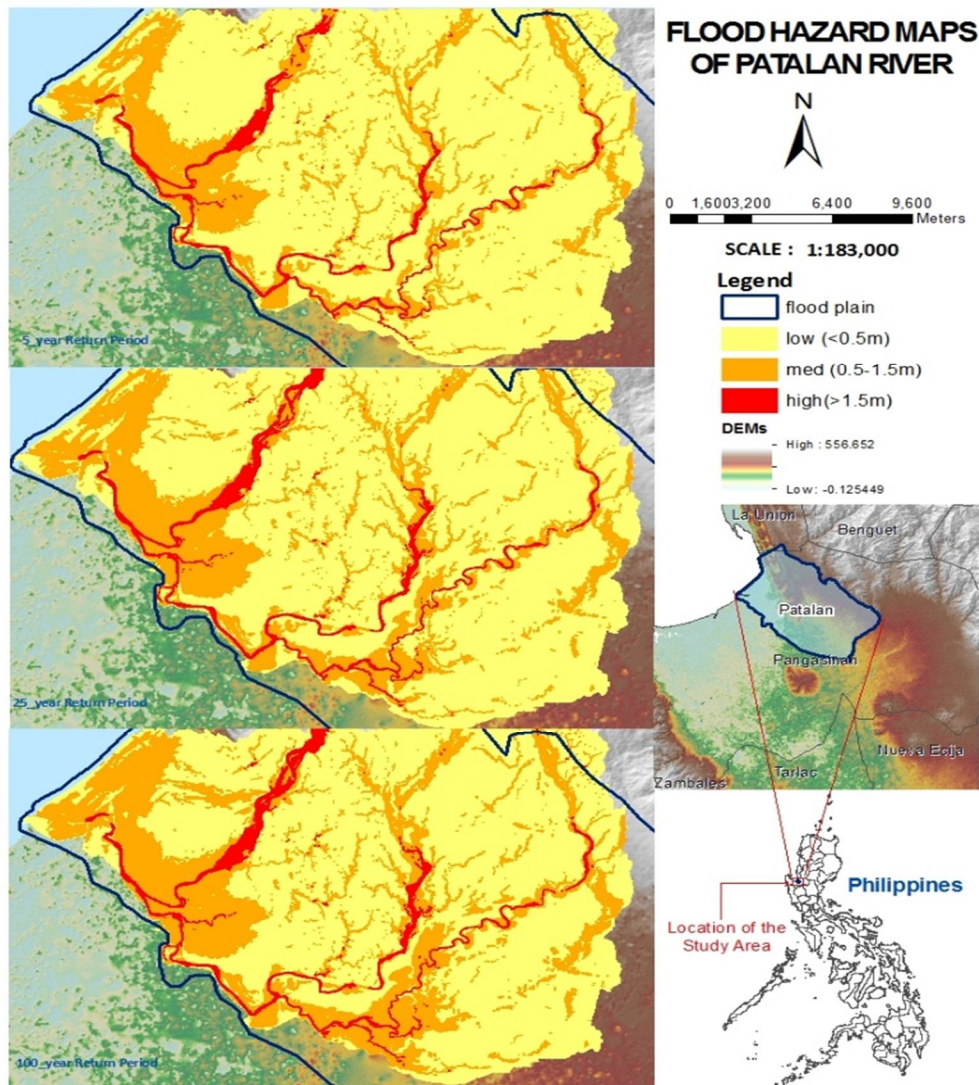 FLOOD HAZARD MAPS
OF PATALAN RIVER
N
0 1,6003,200 6,400 9,600
Meters
SCALE : 1:183,000
Legend
flood plain
low (<0.5m)
med (0.5-1.5m)
high(>1.5m)
DEMs
High : 556.652
Low: -0.125449
5_year Return Period
25_year Return Period
100_year Return Period
La Union
Benguet
Patalan
Pangasinan
Nueva Ecija
Tarlac
Zambales
Philippines
Location of the
Study Area